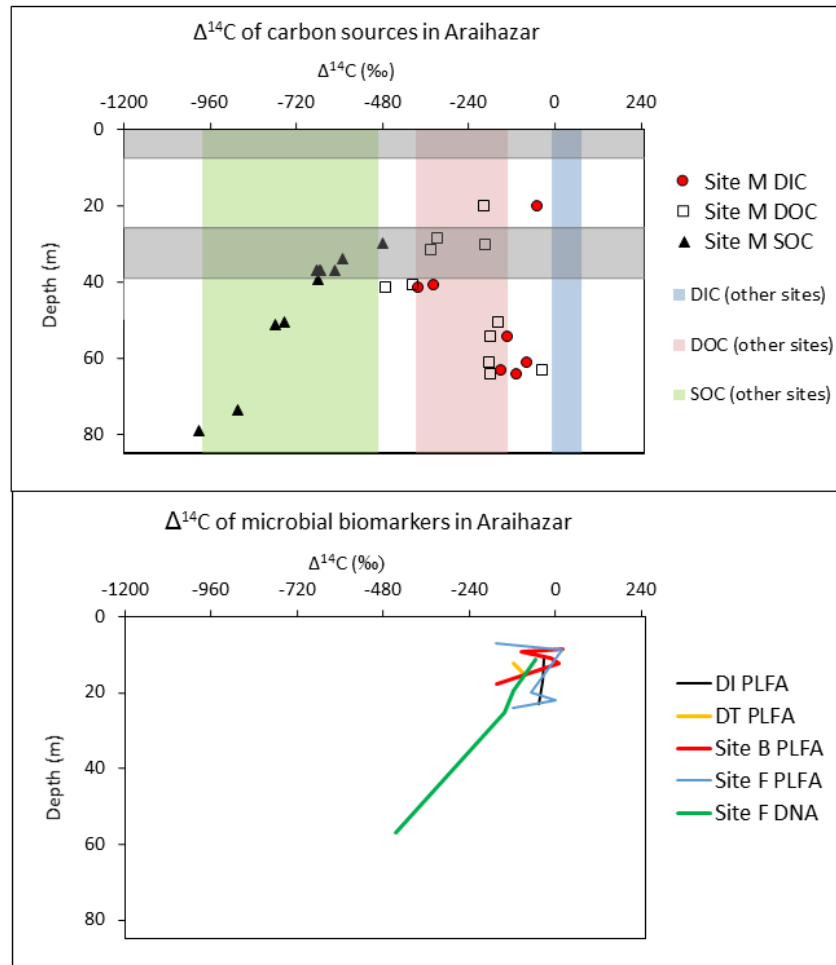 Δ¹⁴C of carbon sources in Araihazar
Δ¹⁴C (‰)
-1200 -960 -720 -480 -240 0 240
0
20
40
60
80
Depth (m)
Site M DIC
Site M DOC
Site M SOC
DIC (other sites)
DOC (other sites)
SOC (other sites)
Δ¹⁴C of microbial biomarkers in Araihazar
Δ¹⁴C (‰)
-1200 -960 -720 -480 -240 0 240
0
20
40
60
80
Depth (m)
DI PLFA
DT PLFA
Site B PLFA
Site F PLFA
Site F DNA